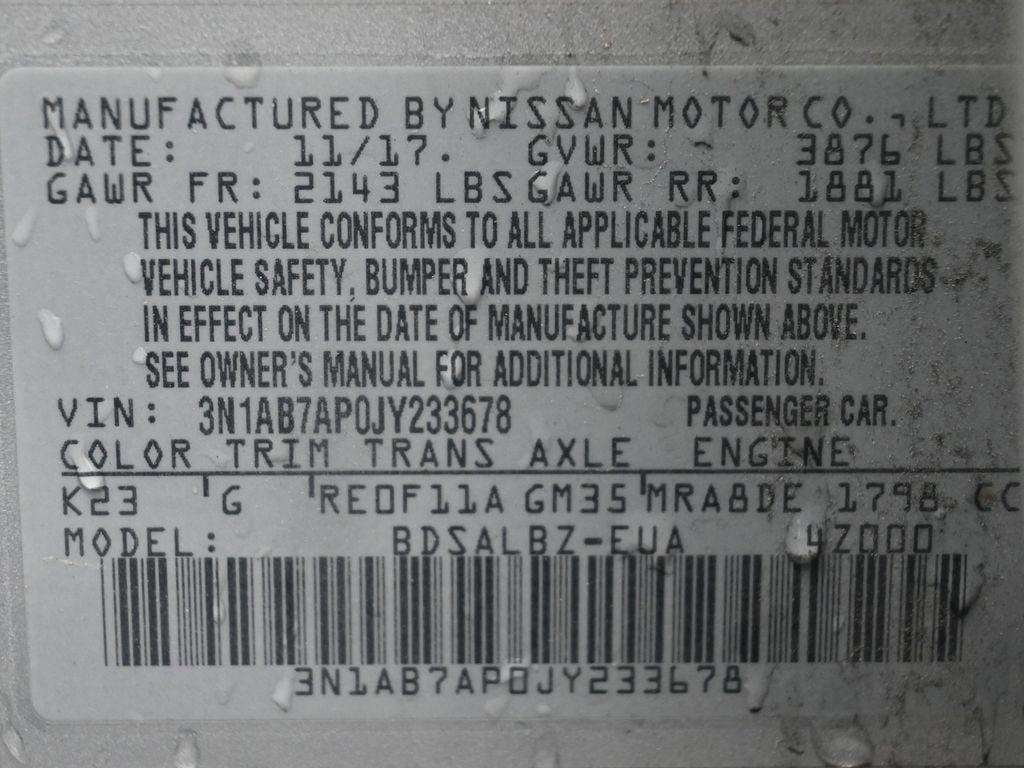 MANUFACTURED BY NISSAN MOTOR CO., LTD
DATE: 11/17. GVWR: 3876 LBS
GAWR FR: 2143 LBS GAWR RR: 1881 LBS
THIS VEHICLE CONFORMS TO ALL APPLICABLE FEDERAL MOTOR
VEHICLE SAFETY, BUMPER AND THEFT PREVENTION STANDARDS
IN EFFECT ON THE DATE OF MANUFACTURE SHOWN ABOVE.
SEE OWNER'S MANUAL FOR ADDITIONAL INFORMATION.
VIN: 3N1AB7AP0JY233678 PASSENGER CAR.
COLOR TRIM TRANS AXLE ENGINE
K23 G RE0F11A GM35 MRA8DE 1798 CC
MODEL: BDSALBZ-EUA 4Z000
3N1AB7AP0JY233678